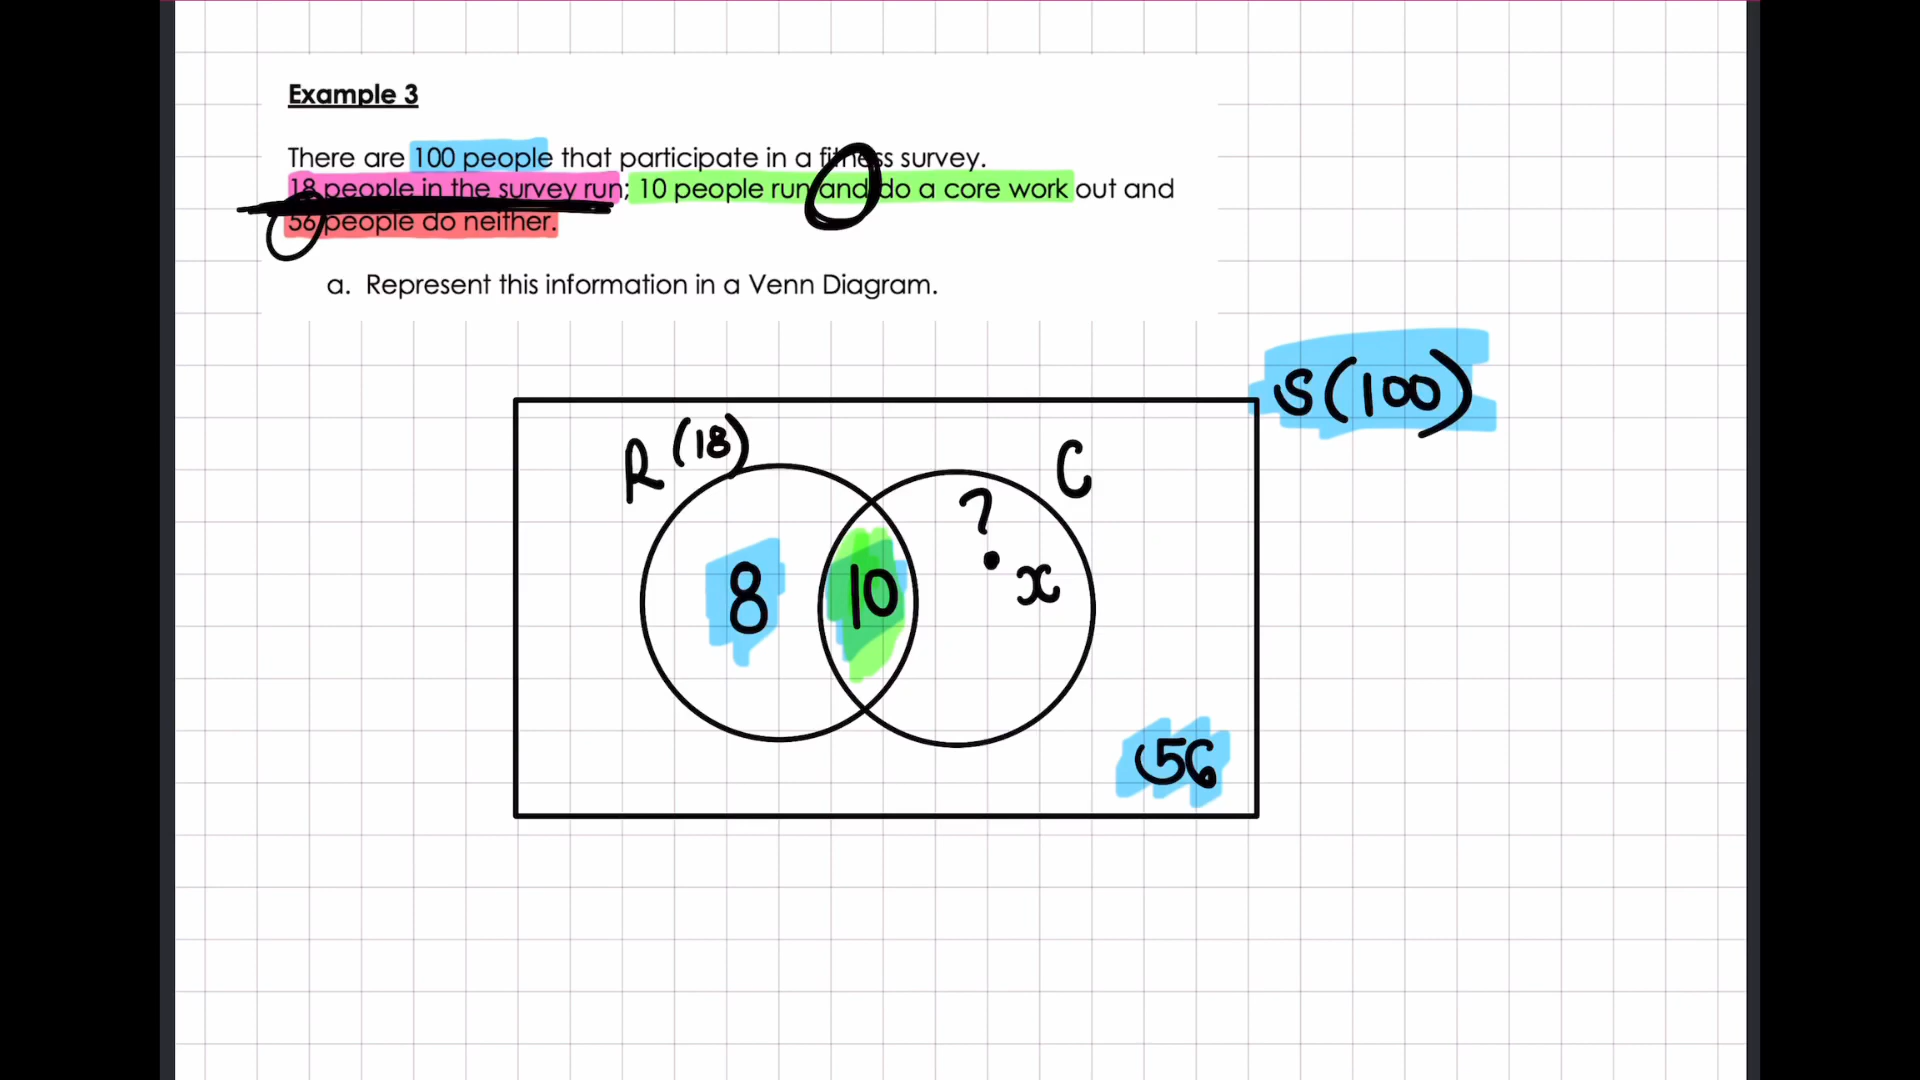 Example 3
There are 100 people that participate in a fitness survey.
18 people in the survey run; 10 people run and do a core work out and
56 people do neither.
a. Represent this information in a Venn Diagram.
S(100)
R (18)
C
?
8
10
x
56